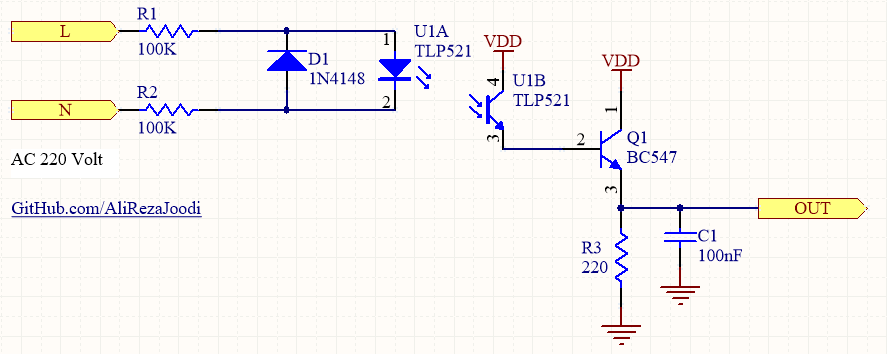 L
R1
100K
N
R2
100K
D1
1N4148
1
U1A
TLP521
2
VDD
4
U1B
TLP521
3
VDD
1
2
Q1
BC547
3
OUT
R3
220
C1
100nF
AC 220 Volt
GitHub.com/AliRezaJoodi